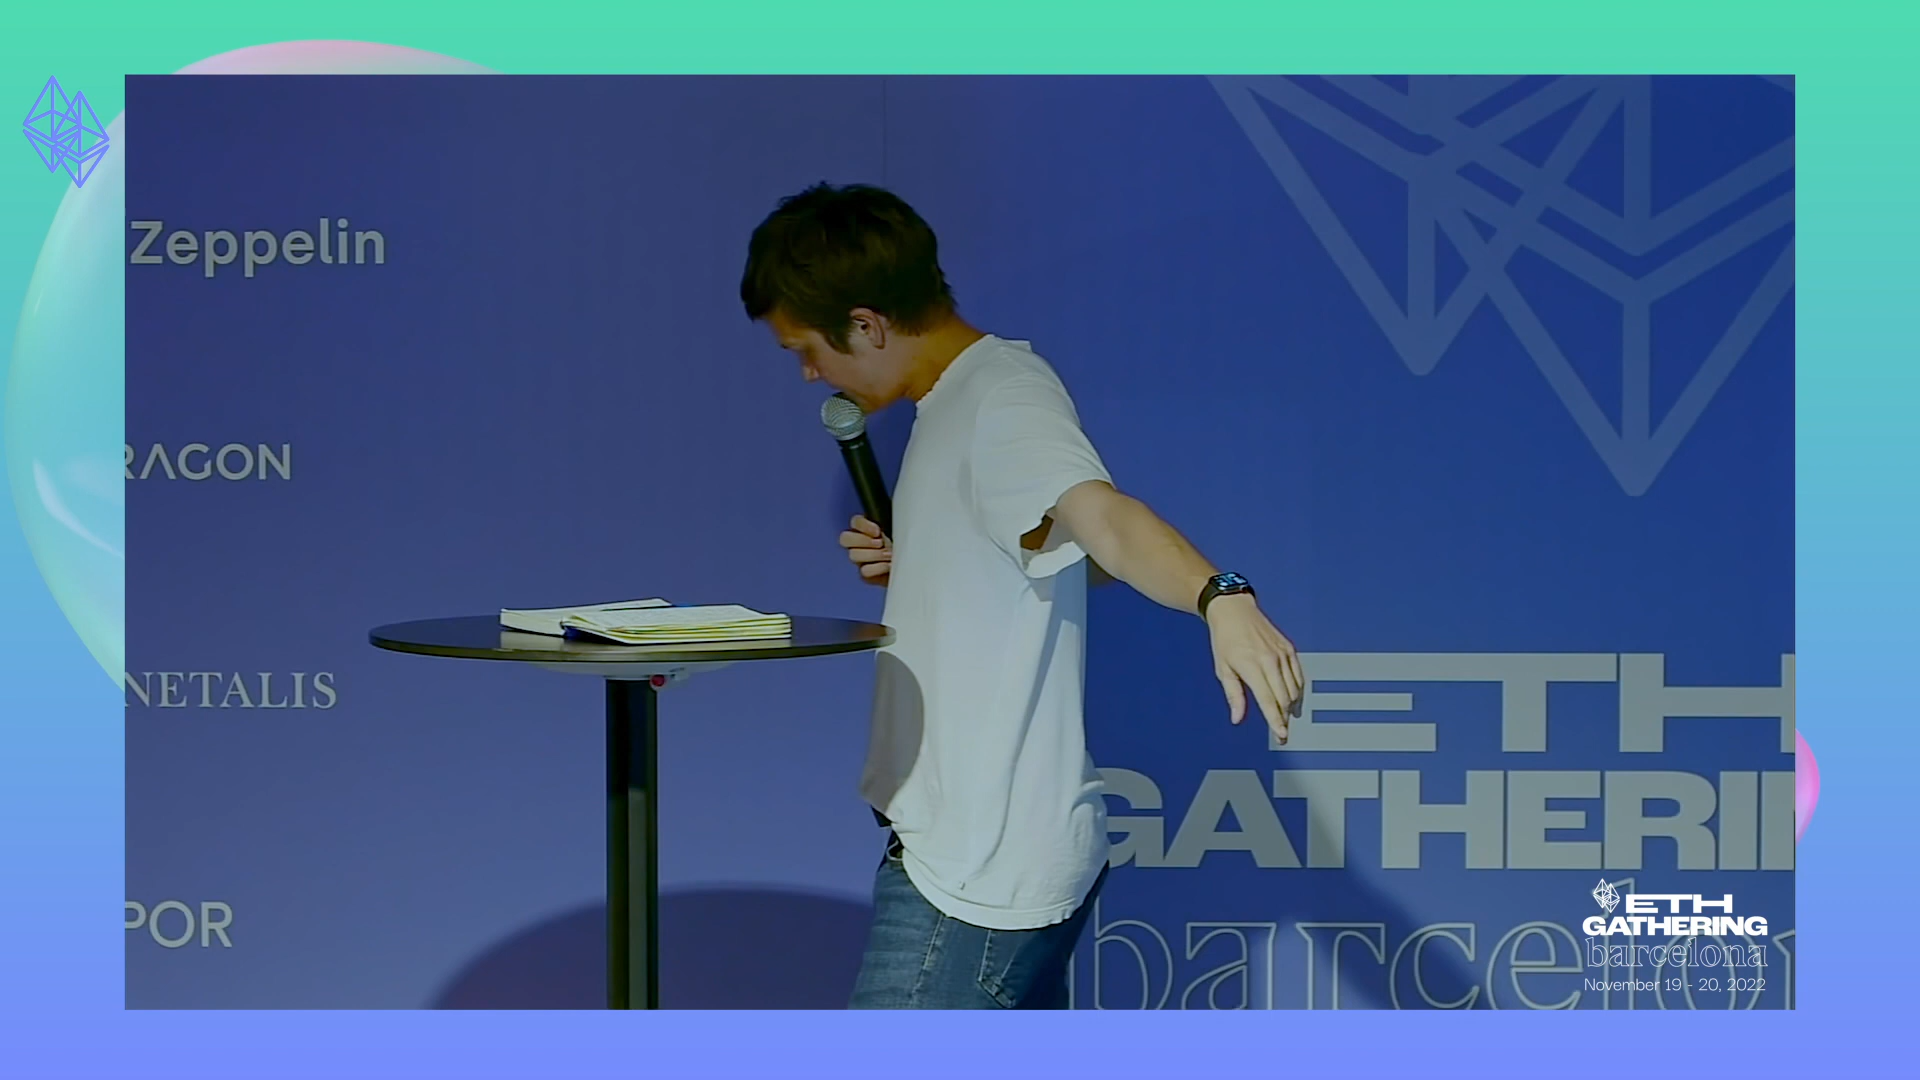 Zeppelin
RAGON
NETALIS
POR
ETH
GATHERI
barcelo
ETH
GATHERING
barcelona
November 19 - 20, 2022